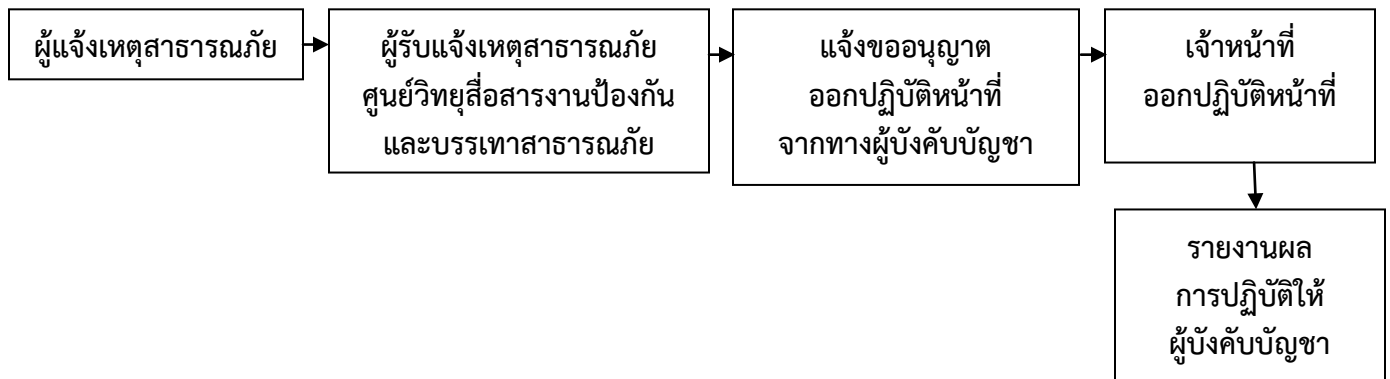 ผู้แจ้งเหตุสาธารณภัย
ผู้รับแจ้งเหตุสาธารณภัย
ศูนย์วิทยุสื่อสารงานป้องกัน
และบรรเทาสาธารณภัย
แจ้งขออนุญาต
ออกปฏิบัติหน้าที่
จากทางผู้บังคับบัญชา
เจ้าหน้าที่
ออกปฏิบัติหน้าที่
รายงานผล
การปฏิบัติให้
ผู้บังคับบัญชา